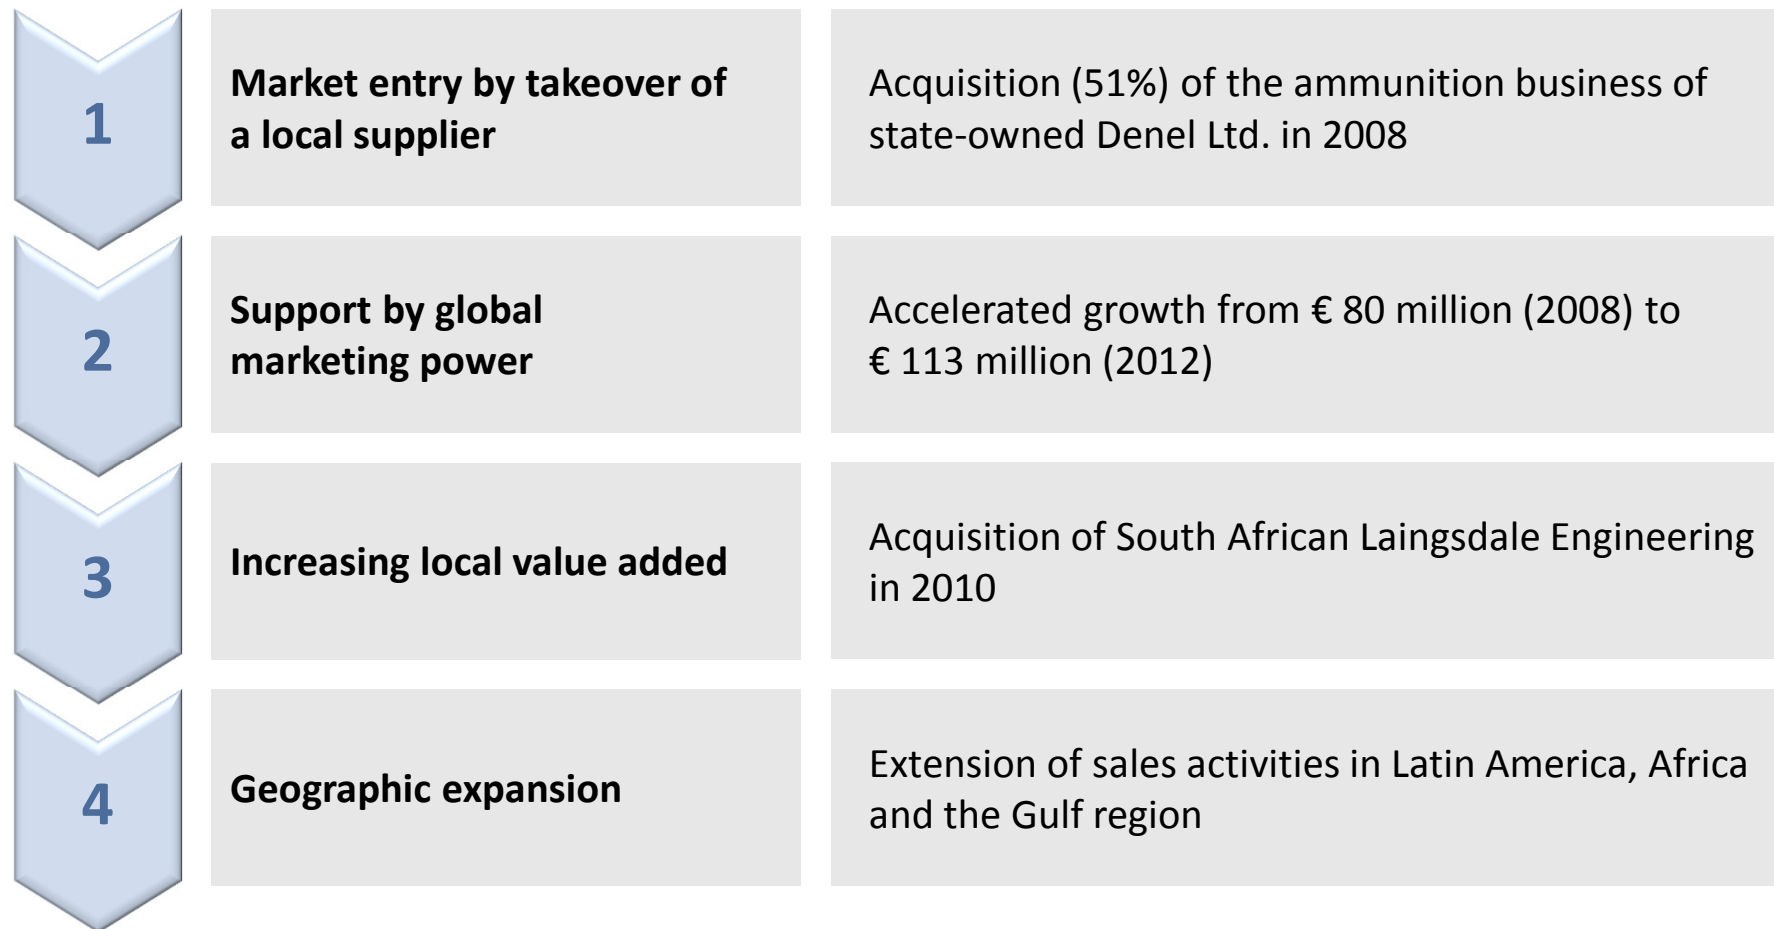 1
Market entry by takeover of
a local supplier
Acquisition (51%) of the ammunition business of
state-owned Denel Ltd. in 2008
2
Support by global
marketing power
Accelerated growth from € 80 million (2008) to
€ 113 million (2012)
3
Increasing local value added
Acquisition of South African Laingsdale Engineering
in 2010
4
Geographic expansion
Extension of sales activities in Latin America, Africa
and the Gulf region